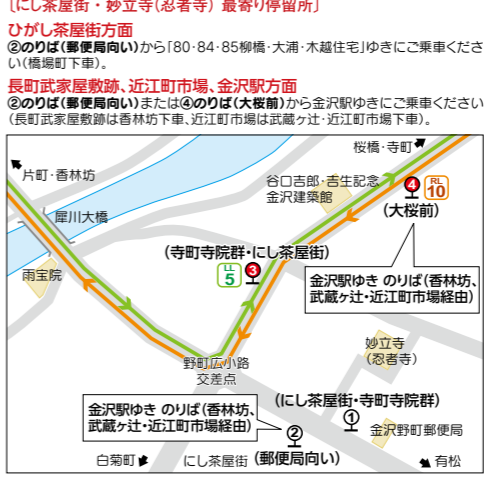 ［にし茶屋街・妙立寺(忍者寺) 最寄り停留所］
ひがし茶屋街方面
②のりば(郵便局向い)から｢80・84・85柳橋・大浦・木越住宅｣ゆきにご乗車くださ
い(橋場町下車)。
長町武家屋敷跡、近江町市場、金沢駅方面
②のりば(郵便局向い)または④のりば(大桜前)から金沢駅ゆきにご乗車ください
(長町武家屋敷跡は香林坊下車、近江町市場は武蔵ヶ辻・近江町市場下車)。
桜橋・寺町
片町・香林坊
谷口吉郎・吉生記念
金沢建築館
4
RL
10
(大桜前)
犀川大橋
(寺町寺院群・にし茶屋街)
LL
5
3
雨宝院
金沢駅ゆき のりば(香林坊、
武蔵ヶ辻・近江町市場経由)
妙立寺
(忍者寺)
野町広小路
交差点
(にし茶屋街・寺町寺院群)
金沢駅ゆき のりば(香林坊、
武蔵ヶ辻・近江町市場経由)
①
金沢野町郵便局
②
白菊町
にし茶屋街
(郵便局向い)
有松